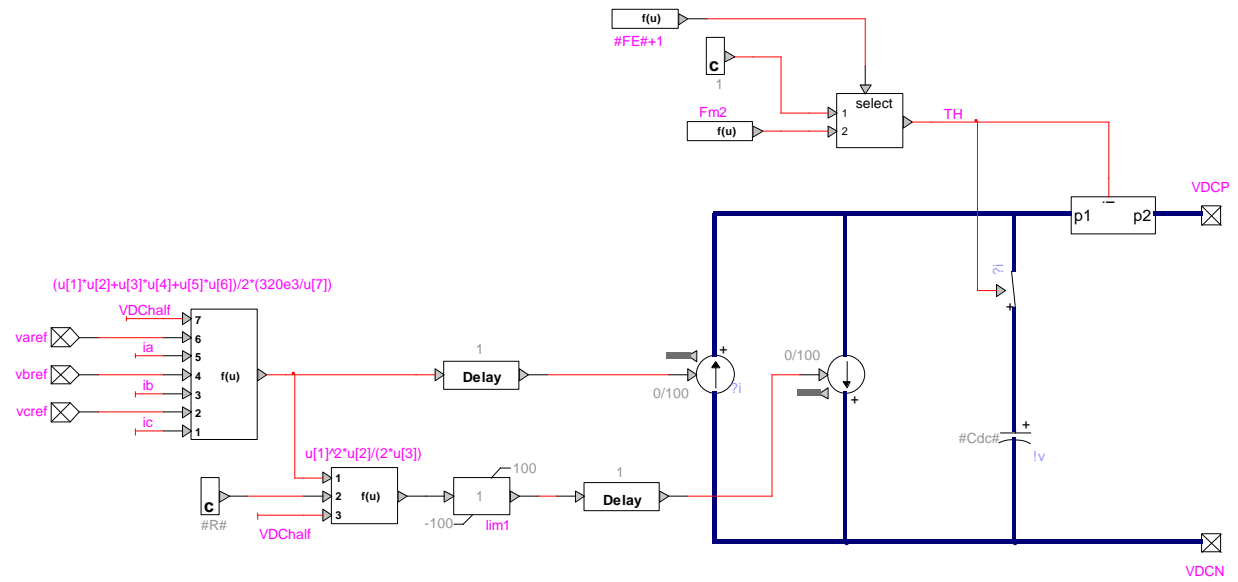 f(u)
#FE#+1
c
1
select
Fm2
f(u)
1
2
TH
VDCP
p1
i
p2
(u[1]*u[2]+u[3]*u[4]+u[5]*u[6])/2*(320e3/u[7])
VDChalf
7
varef
6
ia
5
vbref
4
f(u)
ib
3
vcref
2
ic
1
1
Delay
+
0/100
?i
0/100
+
?i
+
#Cdc#
+
!v
u[1]^2*u[2]/(2*u[3])
1
c
2
f(u)
#R#
3
VDChalf
100
1
-100
lim1
1
Delay
VDCN